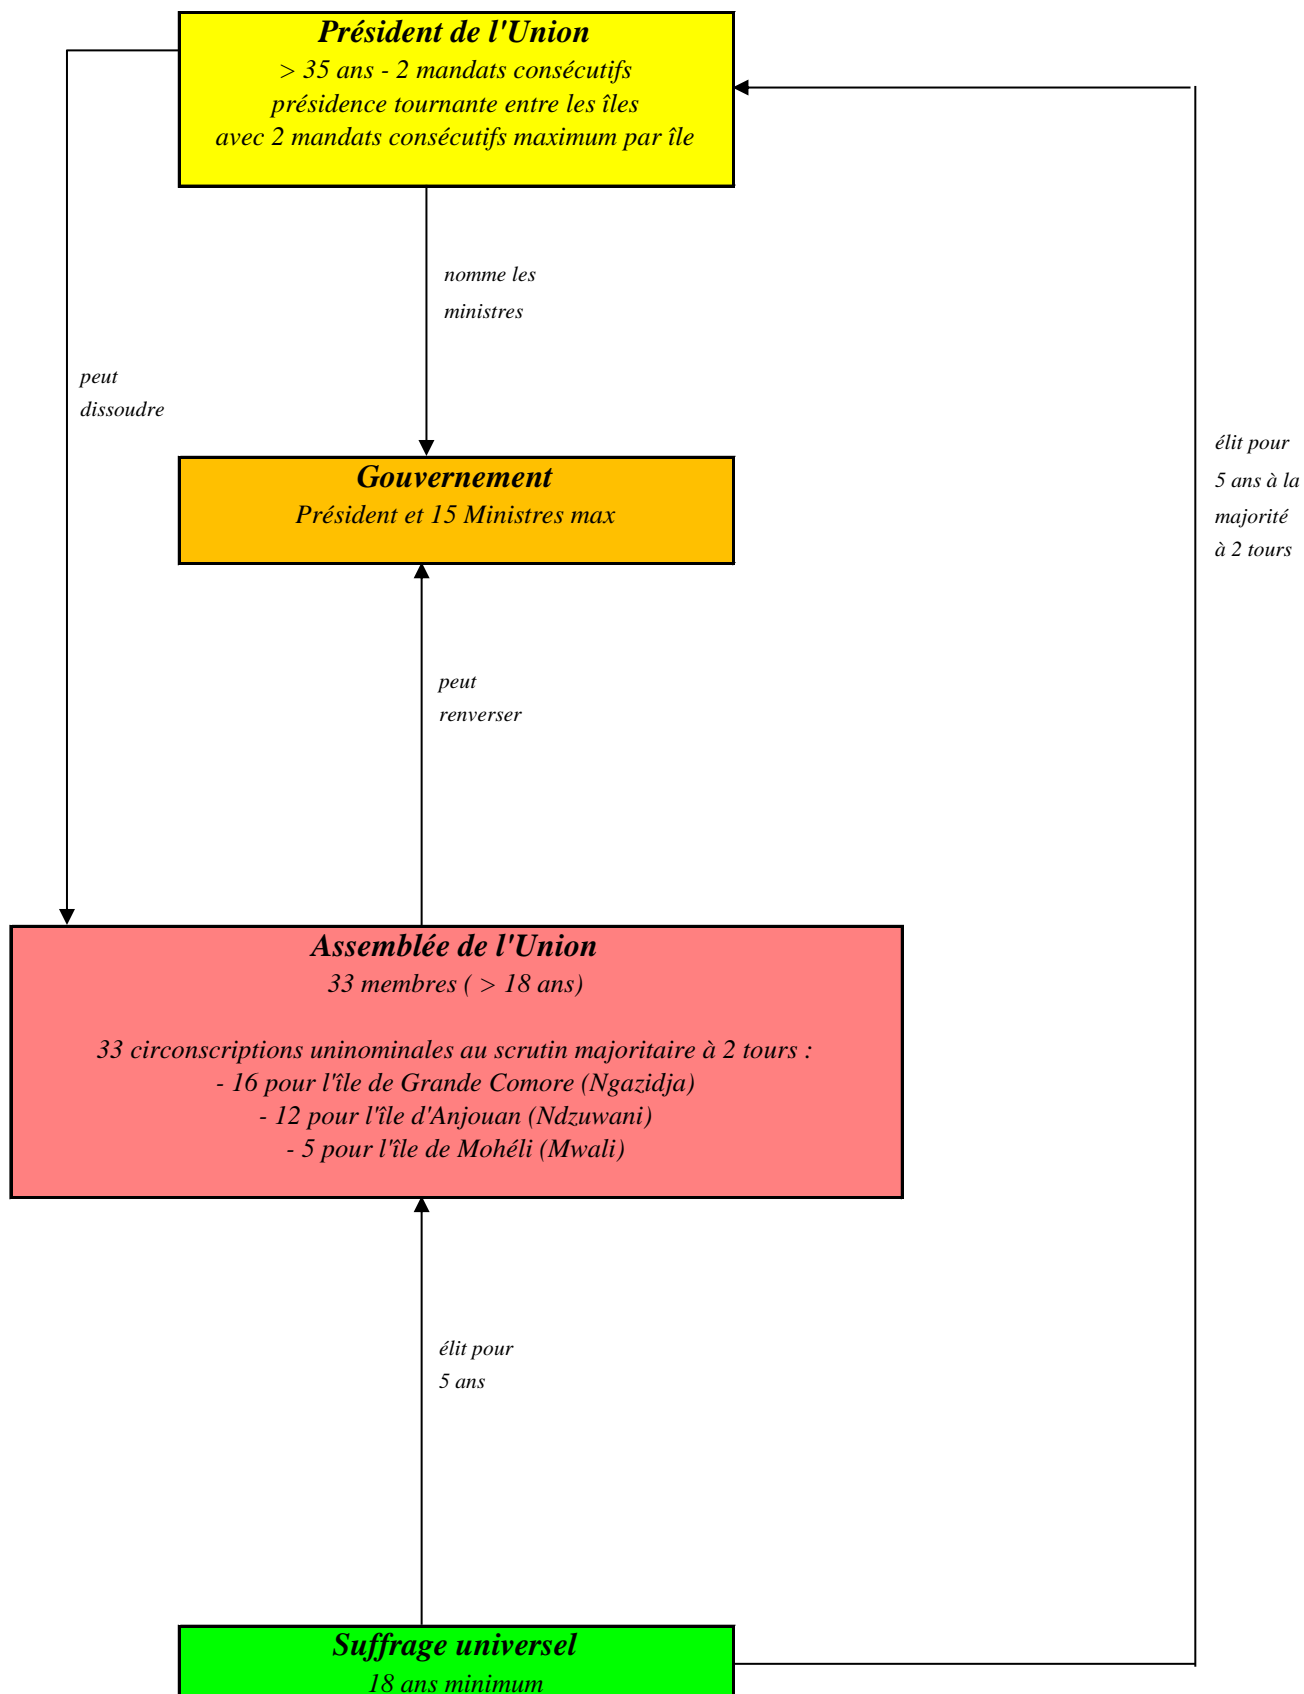 Président de l'Union
> 35 ans - 2 mandats consécutifs
présidence tournante entre les îles
avec 2 mandats consécutifs maximum par île
nomme les
ministres
peut
dissoudre
élit pour
5 ans à la
majorité
à 2 tours
Gouvernement
Président et 15 Ministres max
peut
renverser
Assemblée de l'Union
33 membres ( > 18 ans)
33 circonscriptions uninominales au scrutin majoritaire à 2 tours :
- 16 pour l'île de Grande Comore (Ngazidja)
- 12 pour l'île d'Anjouan (Ndzuwani)
- 5 pour l'île de Mohéli (Mwali)
élit pour
5 ans
Suffrage universel
18 ans minimum